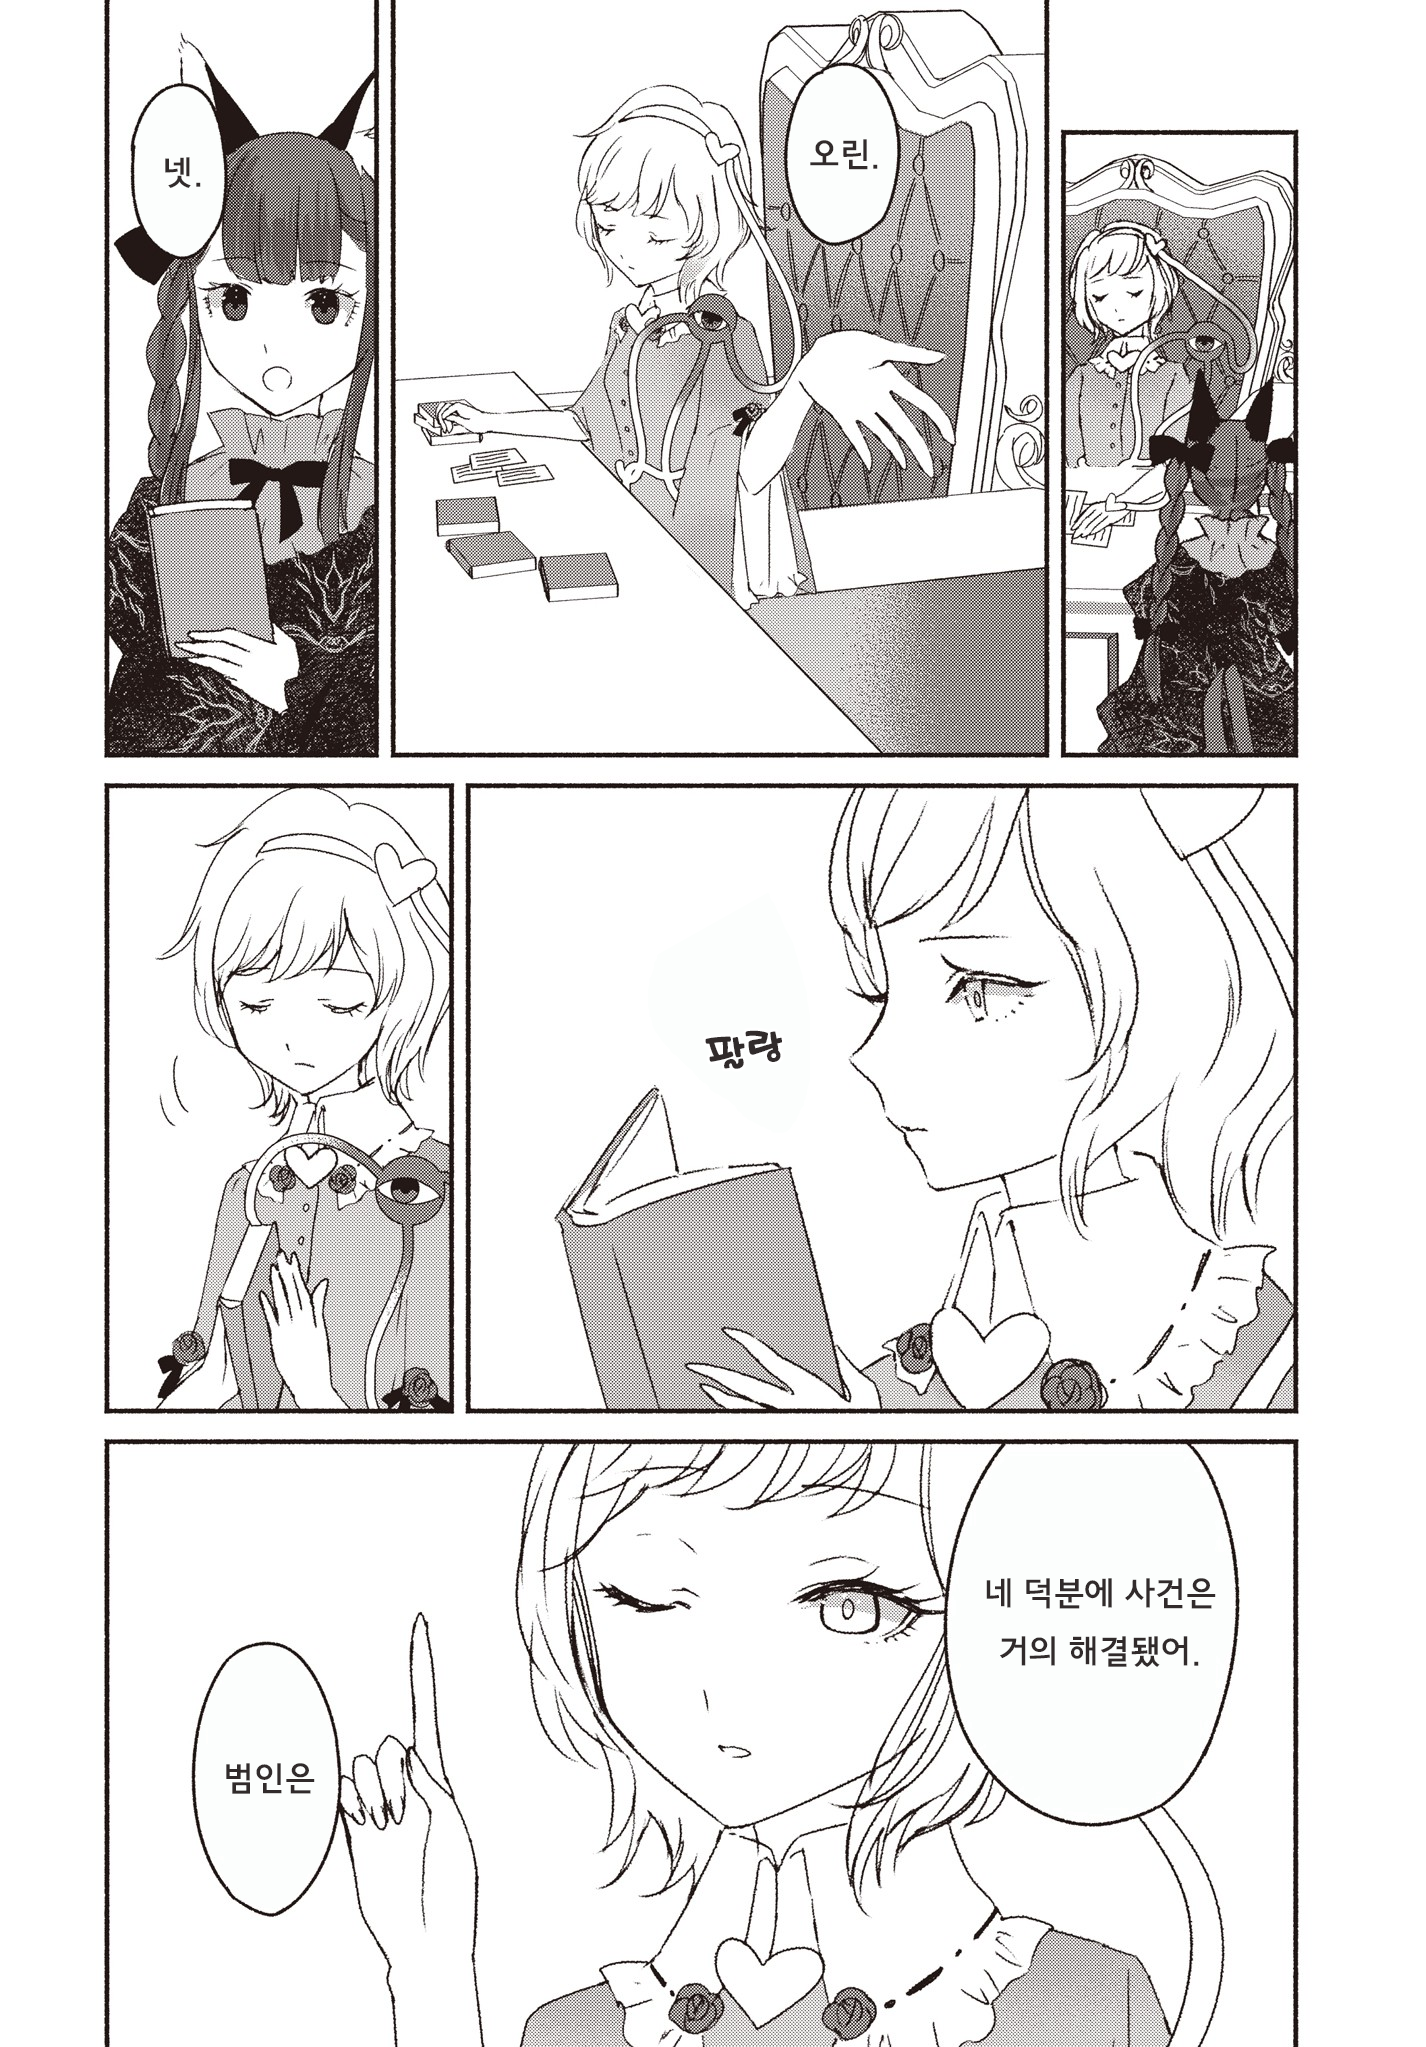 오린.
넷.
팔랑
네 덕분에 사건은
거의 해결됐어.
범인은